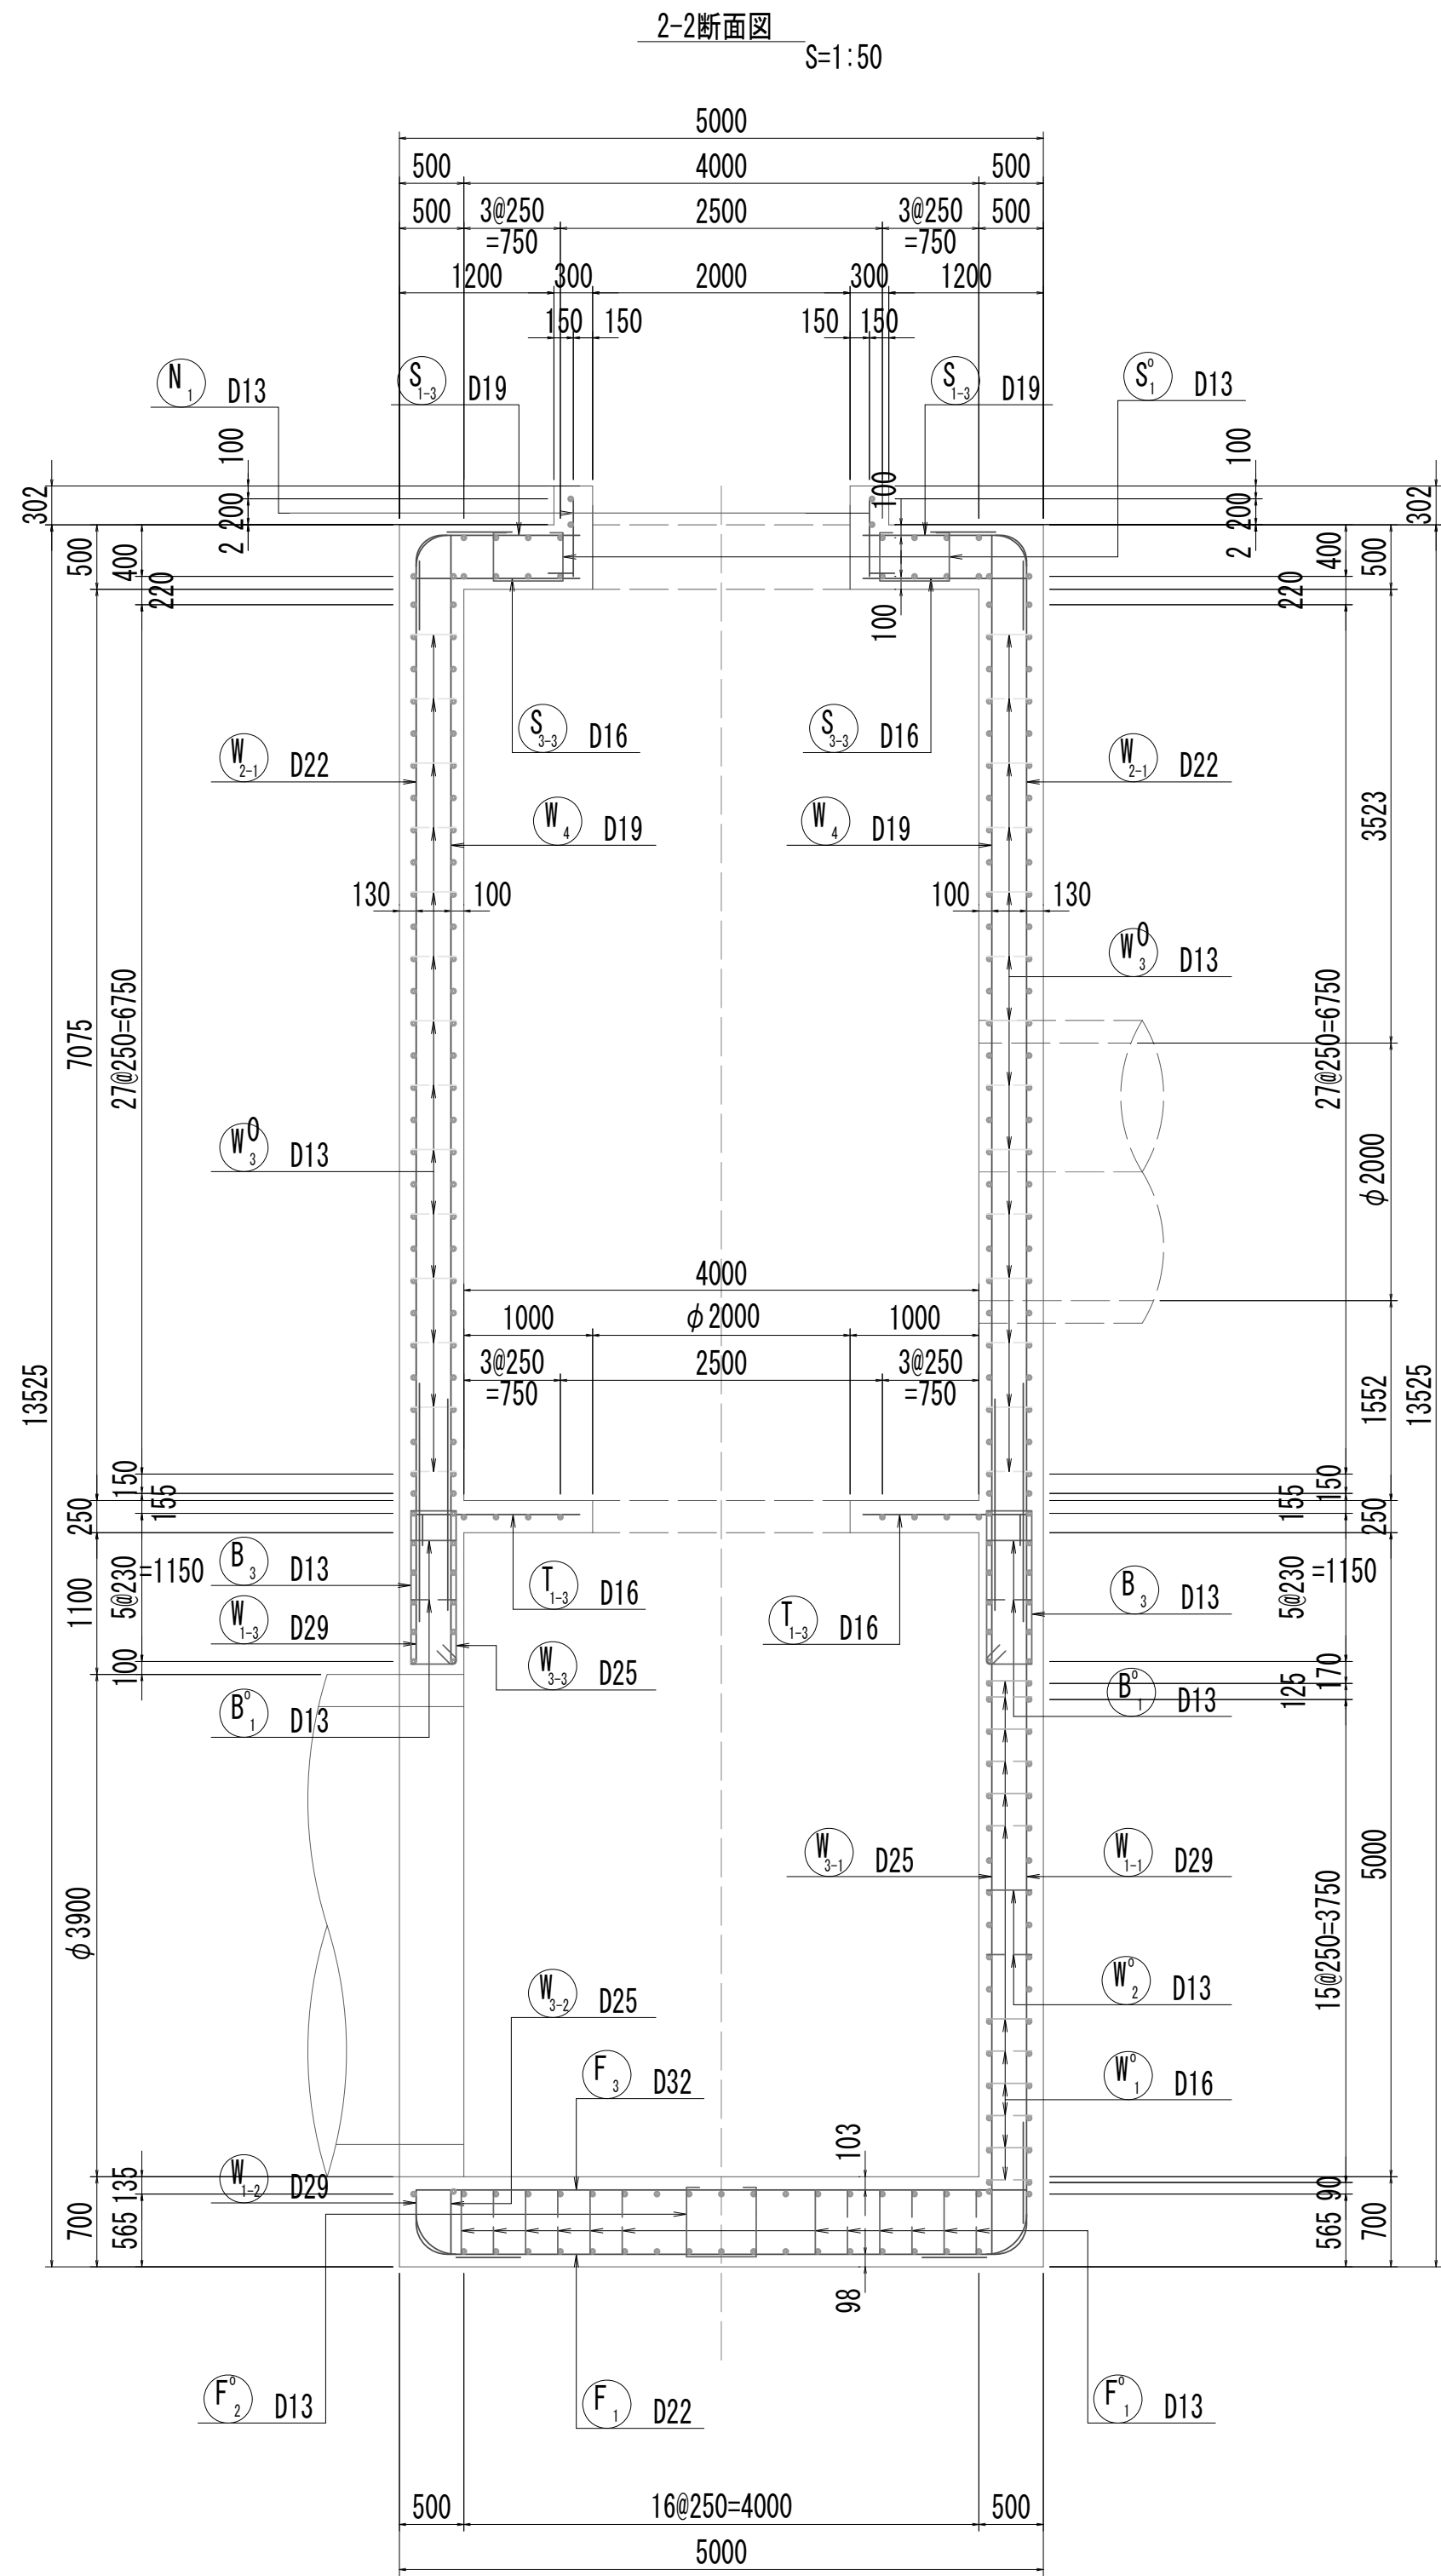 2-2断面図
S=1:50
5000
500 4000 500
500 3@250 2500 3@250 500
=750 =750
1200 300 2000 300 1200
150 150 150 150
N1 D13
S1-3 D19
S1-3 D19
S°1 D13
302
100
200
2
500
400
220
100
100
100
200
2
302
400
500
220
S3-3 D16
S3-3 D16
W2-1 D22
W2-1 D22
W4 D19
W4 D19
130 100
100 130
3523
W03 D13
27@250=6750
7075
27@250=6750
φ2000
W03 D13
4000
1000 φ2000 1000
3@250 2500 3@250
=750 =750
13525
1552
13525
150
155
250
150
155
250
B3 D13
5@230
=1150
1100
T1-3 D16
T1-3 D16
B3 D13
5@230
=1150
W1-3 D29
W3-3 D25
100
B°1 D13
170
125
B°1 D13
W3-1 D25
W1-1 D29
5000
15@250=3750
φ3900
W3-2 D25
W°2 D13
F3 D32
W°1 D16
103
135
W1-2 D29
700
565
90
565
700
98
F°2 D13
F1 D22
F°1 D13
500 16@250=4000 500
5000